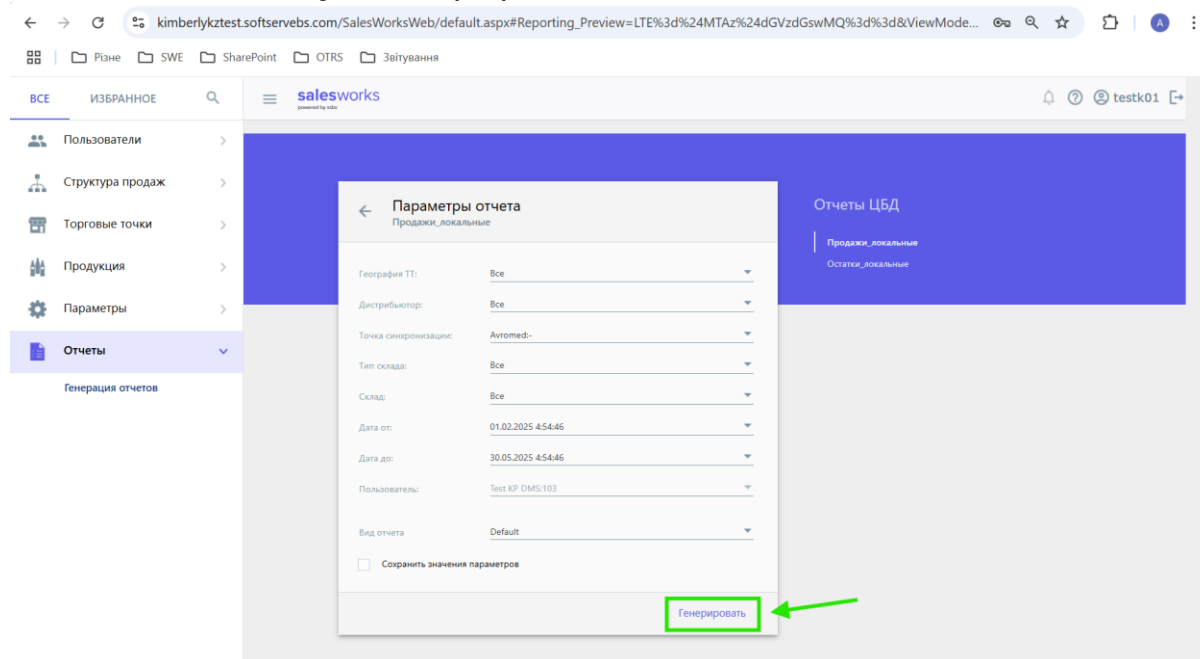 kimberlykztest.softservebs.com/SalesWorksWeb/default.aspx#Reporting_Preview=LTE%3d%24MTAz%24dGVzdGswMQ%3d%3d&ViewMode...
Різне SWE SharePoint OTRS Звітування
ВСЕ ИЗБРАННОЕ
salesworks
testk01
Пользователи
Структура продаж
Торговые точки
Продукция
Параметры
Отчеты
Генерация отчетов
Параметры отчета
Продажи_локальные
География ТТ: Все
Дистрибьютор: Все
Точка синхронизации: Avromed:-
Тип склада: Все
Склад: Все
Дата от: 01.02.2025 4:54:46
Дата до: 30.05.2025 4:54:46
Пользователь: Test KP DMS:103
Вид отчета Default
Сохранить значения параметров
Генерировать
Отчеты ЦБД
Продажи_локальные
Остатки_локальные